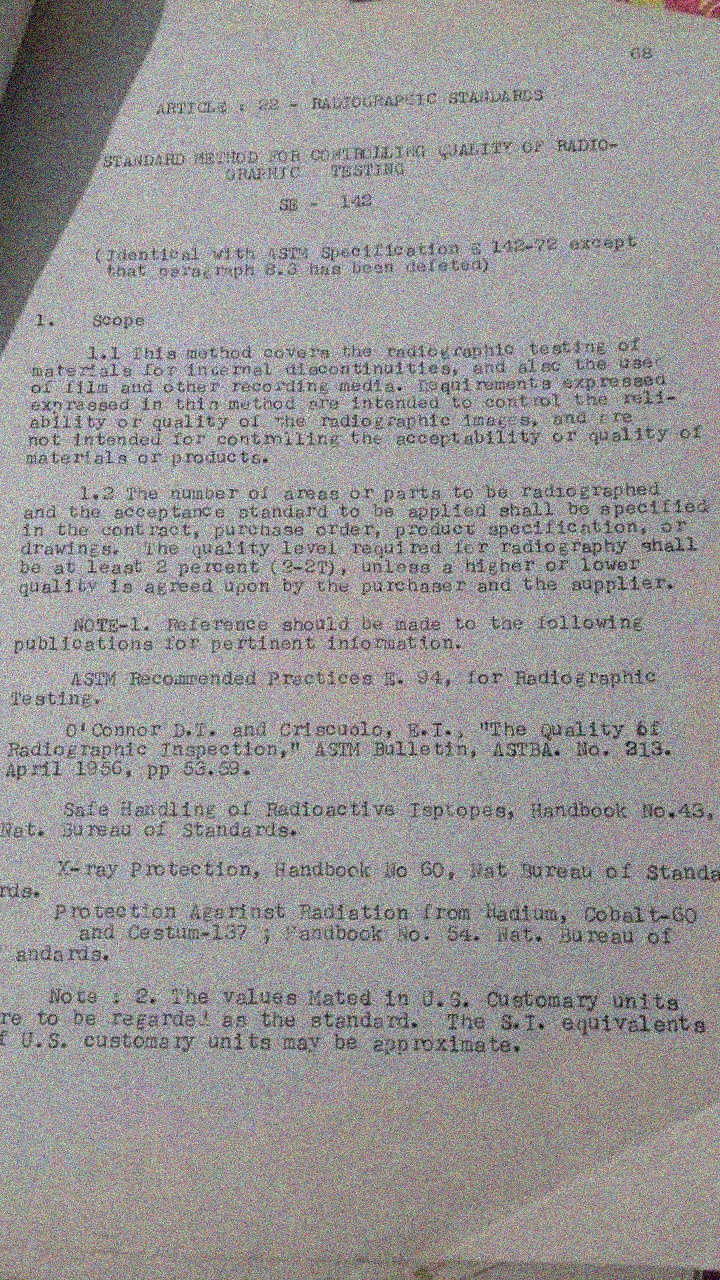 68
ARTICLE : 22 - RADIOGRAPHIC STANDARDS
STANDARD METHOD FOR CONTROLLING QUALITY OF RADIO-
GRAPHIC TESTING
SE - 142
(Identical with ASTM Specification E 142-72 except
that paragraph 8.3 has been defeted)
1. Scope
1.1 This method covers the radiographic testing of
materials for internal discontinuities, and also the user
of film and other recording media. Requirements expressed
expressed in this method are intended to control the reli-
ability or quality of the radiographic images, and are
not intended for controlling the acceptability or quality of
materials or products.
1.2 The number of areas or parts to be radiographed
and the acceptance standard to be applied shall be specified
in the contract, purchase order, product specification, or
drawings. The quality level required for radiography shall
be at least 2 percent (2-2T), unless a higher or lower
quality is agreed upon by the purchaser and the supplier.
NOTE-1. Reference should be made to the following
publications for pertinent information.
ASTM Recommended Practices E. 94, for Radiographic
Testing.
O'Connor D.T. and Criscuolo, E.I., "The Quality of
Radiographic Inspection," ASTM Bulletin, ASTBA. No. 213.
April 1956, pp 53.59.
Safe Handling of Radioactive Isptopes, Handbook No.43,
Nat. Bureau of Standards.
X-ray Protection, Handbook No 60, Nat Bureau of Standa
rds.
Protection Agarinst Radiation from Radium, Cobalt-60
and Cestum-137 ; Handbook No. 54. Nat. Bureau of
andards.
Note : 2. The values Mated in U.S. Customary units
re to be regarded as the standard. The S.I. equivalents
f U.S. customary units may be approximate.